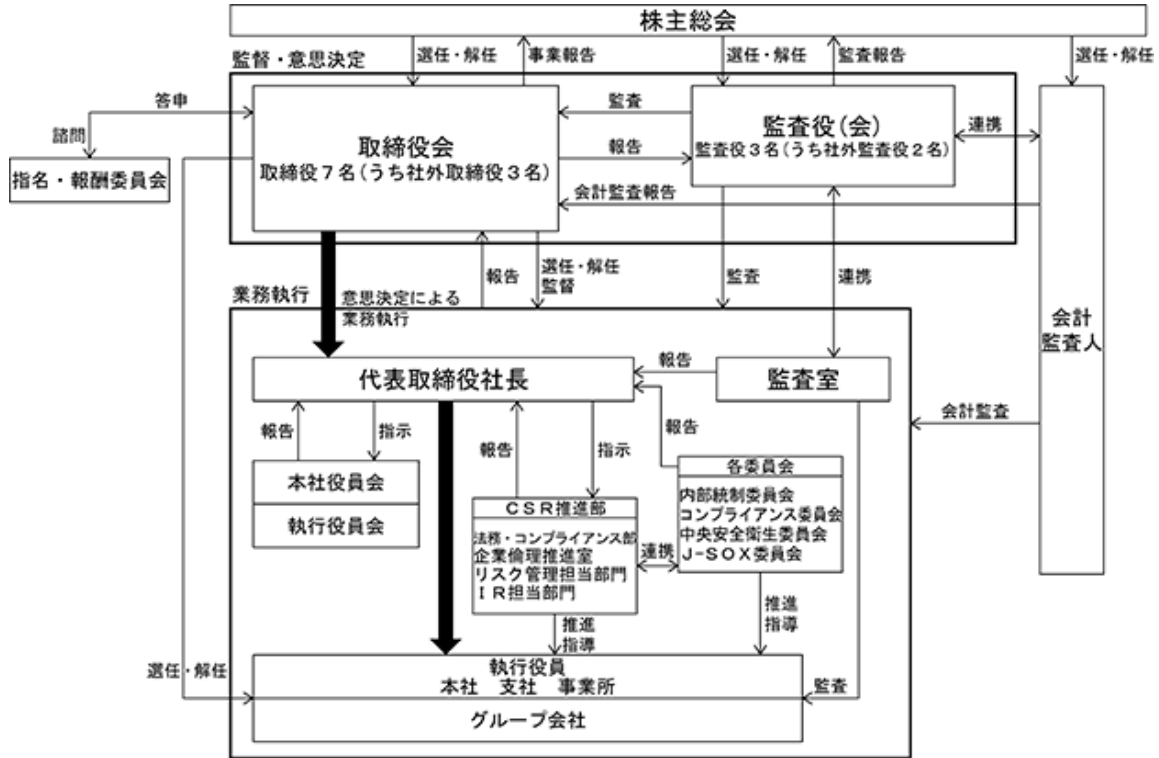 株主総会
選任・解任
事業報告
選任・解任
監査報告
選任・解任
監督・意思決定
答申
諮問
指名・報酬委員会
取締役会
取締役７名(うち社外取締役３名)
監査
報告
監査役(会)
監査役３名(うち社外監査役２名)
連携
会計監査報告
会計
監査人
報告
選任・解任
監督
監査
連携
業務執行
意思決定による
業務執行
代表取締役社長
報告
監査室
会計監査
報告
指示
報告
指示
報告
本社役員会
執行役員会
ＣＳＲ推進部
法務・コンプライアンス部
企業倫理推進室
リスク管理担当部門
ＩＲ担当部門
連携
各委員会
内部統制委員会
コンプライアンス委員会
中央安全衛生委員会
Ｊ-ＳＯＸ委員会
推進
指導
推進
指導
選任・解任
執行役員
本社　支社　事業所
監査
グループ会社